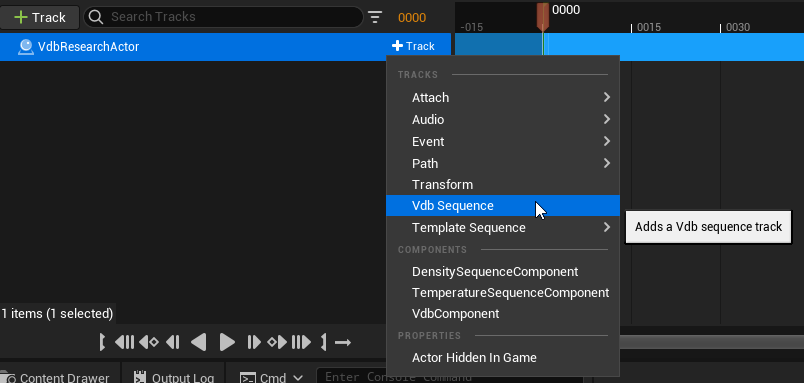 + Track
Search Tracks
0000
0000
-015
0015
0030
VdbResearchActor
+ Track
TRACKS
Attach
Audio
Event
Path
Transform
Vdb Sequence
Adds a Vdb sequence track
Template Sequence
COMPONENTS
DensitySequenceComponent
TemperatureSequenceComponent
VdbComponent
PROPERTIES
Actor Hidden In Game
1 items (1 selected)
Content Drawer
Output Log
Cmd
Enter Console Command